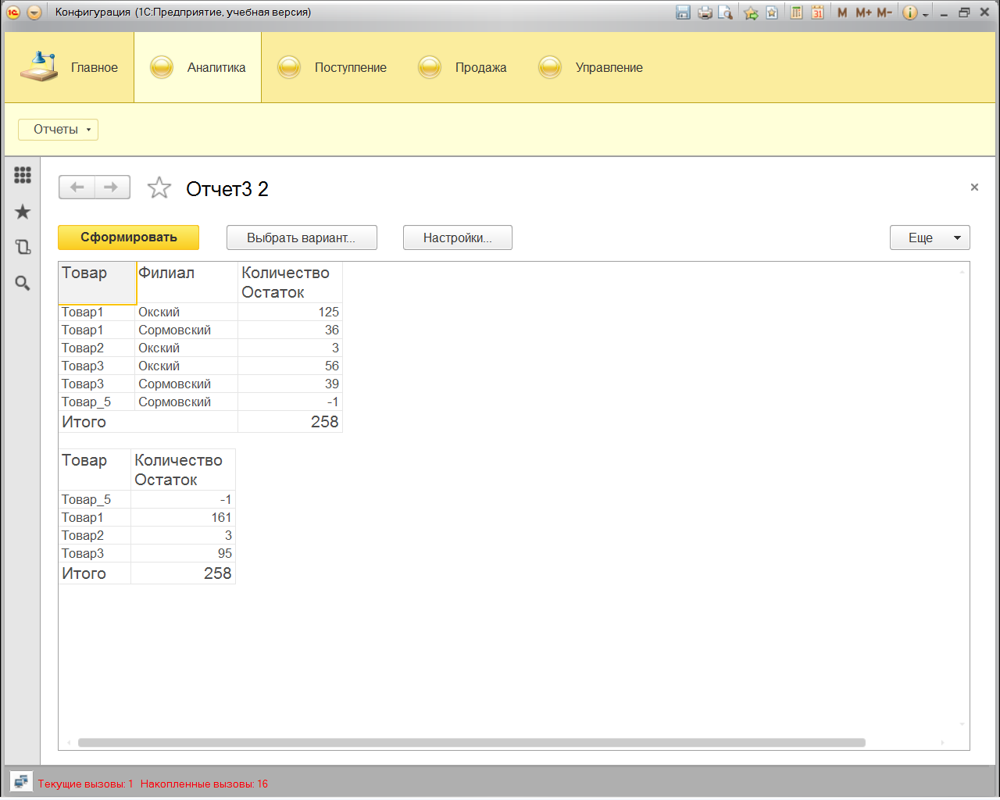 Конфигурация (1С:Предприятие, учебная версия)
M M+ M-
31
Главное Аналитика Поступление Продажа Управление
Отчеты
Отчет3 2
Сформировать Выбрать вариант... Настройки... Еще
Товар Филиал Количество Остаток
Товар1 Окский 125
Товар1 Сормовский 36
Товар2 Окский 3
Товар3 Окский 56
Товар3 Сормовский 39
Товар_5 Сормовский -1
Итого 258
Товар Количество Остаток
Товар_5 -1
Товар1 161
Товар2 3
Товар3 95
Итого 258
Текущие вызовы: 1 Накопленные вызовы: 16